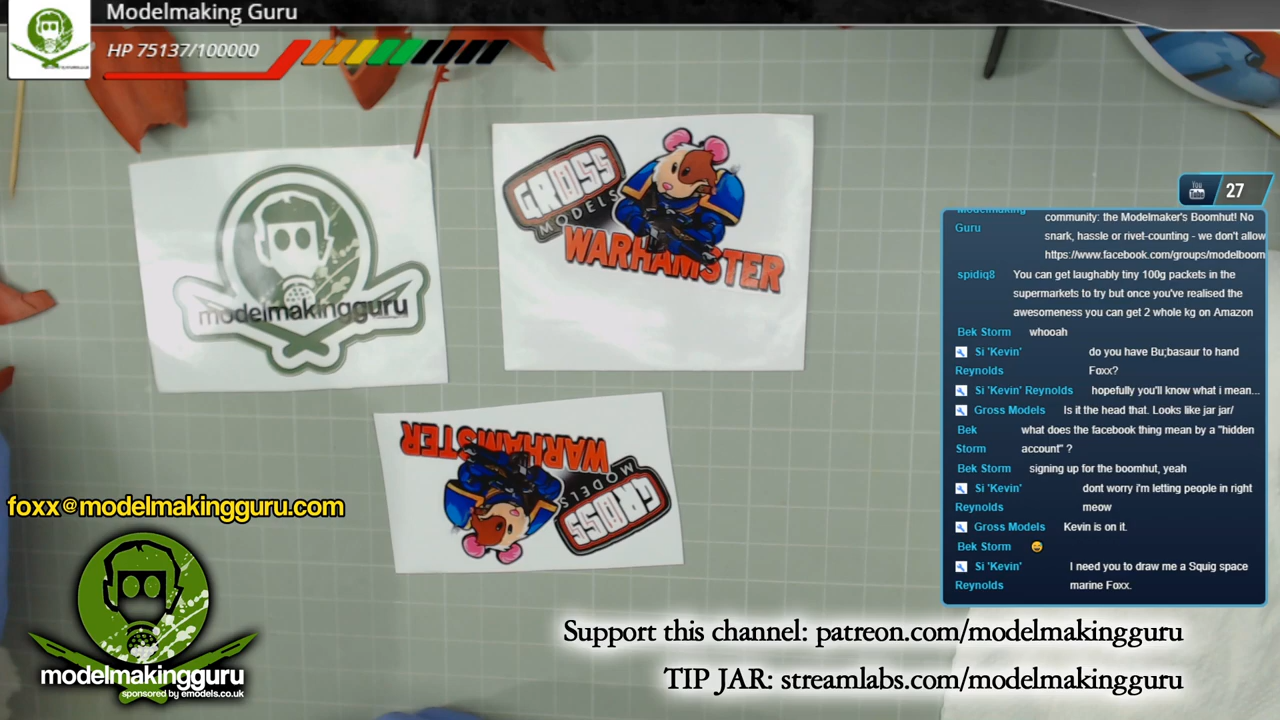 Modelmaking Guru
HP 75137/100000
modelmakingguru
GROSS
MODELS
WARHAMSTER
WARHAMSTER
GROSS
MODELS
You Tube 27
Modelmaking Guru community: the Modelmaker's Boomhut! No
snark, hassle or rivet-counting - we don't allow
https://www.facebook.com/groups/modelboom
spidiq8 You can get laughably tiny 100g packets in the
supermarkets to try but once you've realised the
awesomeness you can get 2 whole kg on Amazon
Bek Storm whooah
Si 'Kevin' Reynolds do you have Bu;basaur to hand
Foxx?
Si 'Kevin' Reynolds hopefully you'll know what i mean...
Gross Models Is it the head that. Looks like jar jar/
Bek Storm what does the facebook thing mean by a "hidden
account" ?
Bek Storm signing up for the boomhut, yeah
Si 'Kevin' Reynolds dont worry i'm letting people in right
meow
Gross Models Kevin is on it.
Bek Storm 😄
Si 'Kevin' Reynolds I need you to draw me a Squig space
marine Foxx.
foxx@modelmakingguru.com
modelmakingguru
sponsored by emodels.co.uk
Support this channel: patreon.com/modelmakingguru
TIP JAR: streamlabs.com/modelmakingguru